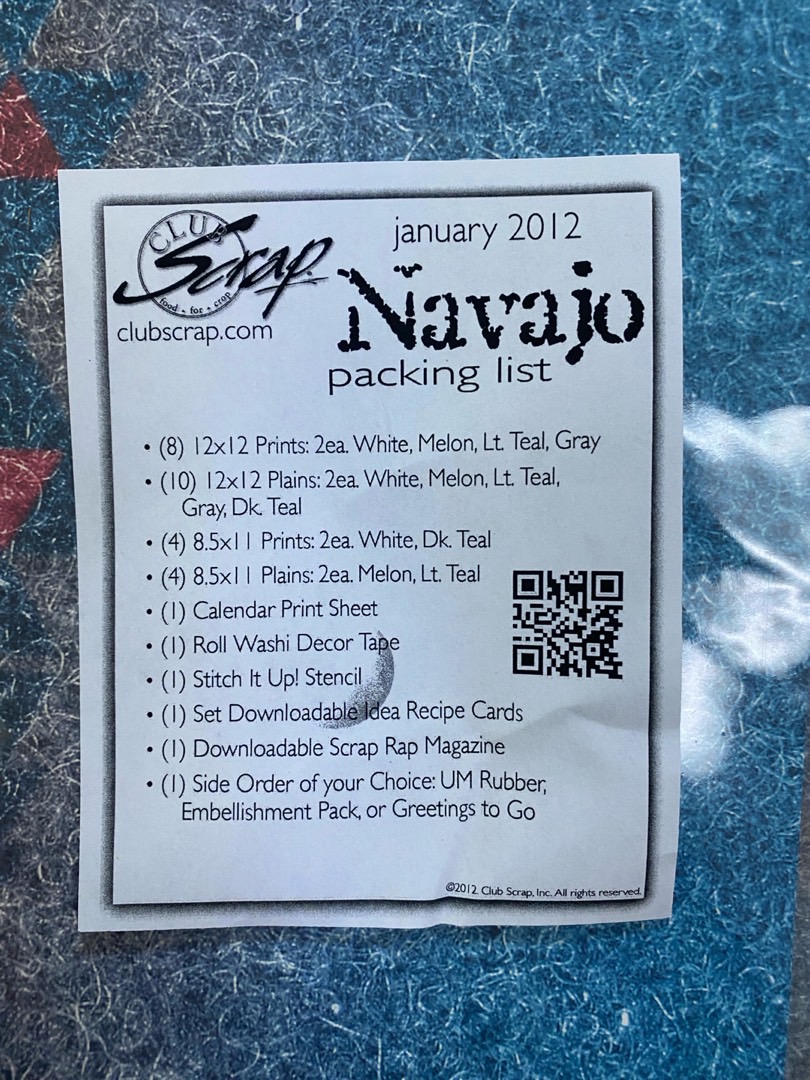 CLUB
Scrap
food • for • crop
clubscrap.com
january 2012
Navajo
packing list
• (8) 12x12 Prints: 2ea. White, Melon, Lt. Teal, Gray
• (10) 12x12 Plains: 2ea. White, Melon, Lt. Teal,
Gray, Dk. Teal
• (4) 8.5x11 Prints: 2ea. White, Dk. Teal
• (4) 8.5x11 Plains: 2ea. Melon, Lt. Teal
• (1) Calendar Print Sheet
• (1) Roll Washi Decor Tape
• (1) Stitch It Up! Stencil
• (1) Set Downloadable Idea Recipe Cards
• (1) Downloadable Scrap Rap Magazine
• (1) Side Order of your Choice: UM Rubber,
Embellishment Pack, or Greetings to Go
©2012 Club Scrap, Inc. All rights reserved.